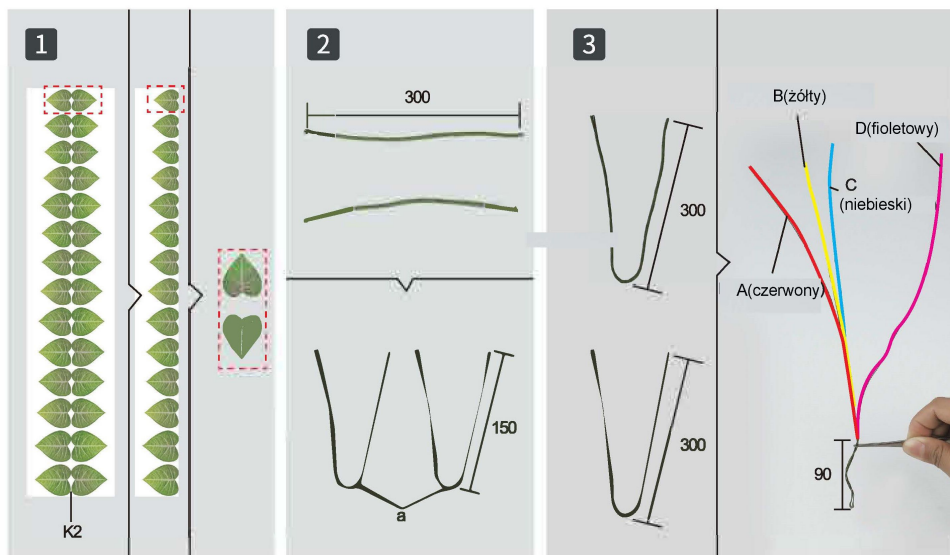 1
K2
2
300
150
a
3
300
300
B(żółty)
D(fioletowy)
C
(niebieski)
A(czerwony)
90